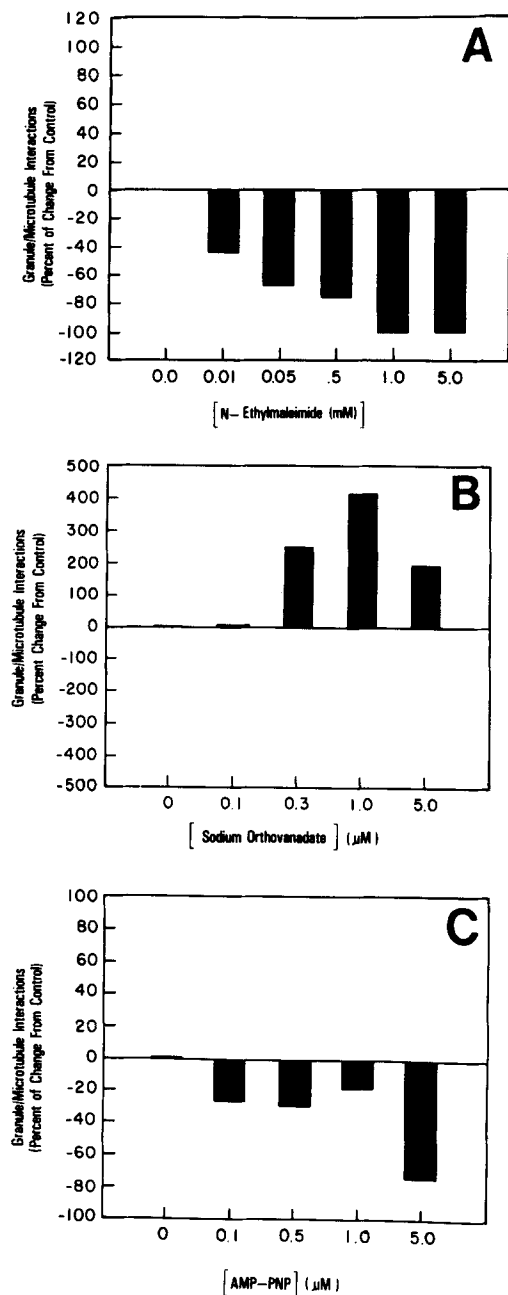 A
Granule/Microtubule Interactions
(Percent of Change From Control)
120
100
80
60
40
20
0
-20
-40
-60
-80
-100
-120
0.0 0.01 0.05 .5 1.0 5.0
[N-Ethylmaleimide (mM)]
B
Granule/Microtubule Interactions
(Percent Change From Control)
500
400
300
200
100
0
-100
-200
-300
-400
-500
0 0.1 0.3 1.0 5.0
[Sodium Orthovanadate] (μM)
C
Granule/Microtubule Interactions
(Percent of Change From Control)
100
80
60
40
20
0
-20
-40
-60
-80
-100
0 0.1 0.5 1.0 5.0
[AMP-PNP] (μM)